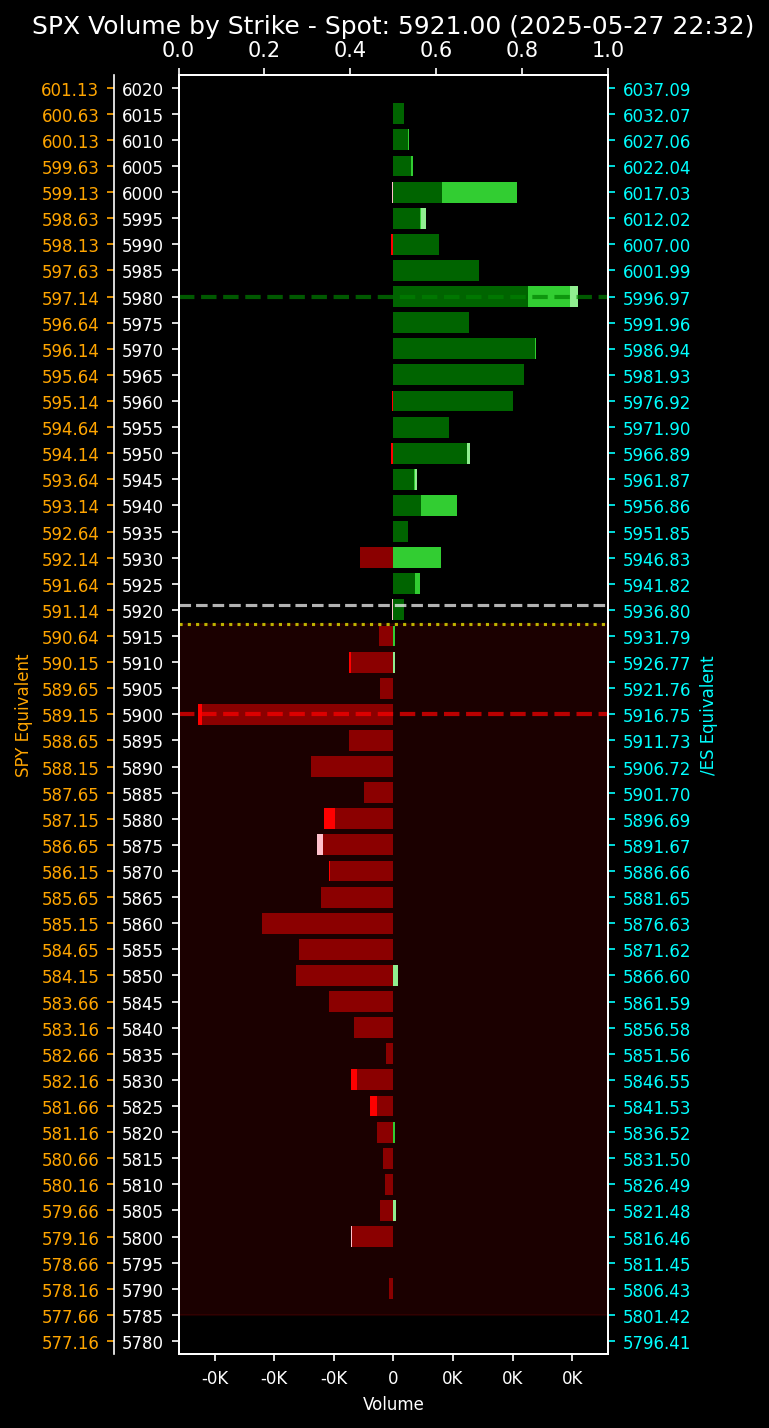 SPX Volume by Strike - Spot: 5921.00 (2025-05-27 22:32)
0.0 0.2 0.4 0.6 0.8 1.0
601.13 6020 6037.09
600.63 6015 6032.07
600.13 6010 6027.06
599.63 6005 6022.04
599.13 6000 6017.03
598.63 5995 6012.02
598.13 5990 6007.00
597.63 5985 6001.99
597.14 5980 5996.97
596.64 5975 5991.96
596.14 5970 5986.94
595.64 5965 5981.93
595.14 5960 5976.92
594.64 5955 5971.90
594.14 5950 5966.89
593.64 5945 5961.87
593.14 5940 5956.86
592.64 5935 5951.85
592.14 5930 5946.83
591.64 5925 5941.82
591.14 5920 5936.80
590.64 5915 5931.79
590.15 5910 5926.77
589.65 5905 5921.76
589.15 5900 5916.75
588.65 5895 5911.73
588.15 5890 5906.72
587.65 5885 5901.70
587.15 5880 5896.69
586.65 5875 5891.67
586.15 5870 5886.66
585.65 5865 5881.65
585.15 5860 5876.63
584.65 5855 5871.62
584.15 5850 5866.60
583.66 5845 5861.59
583.16 5840 5856.58
582.66 5835 5851.56
582.16 5830 5846.55
581.66 5825 5841.53
581.16 5820 5836.52
580.66 5815 5831.50
580.16 5810 5826.49
579.66 5805 5821.48
579.16 5800 5816.46
578.66 5795 5811.45
578.16 5790 5806.43
577.66 5785 5801.42
577.16 5780 5796.41
SPY Equivalent
/ES Equivalent
-0K -0K -0K 0 0K 0K 0K
Volume